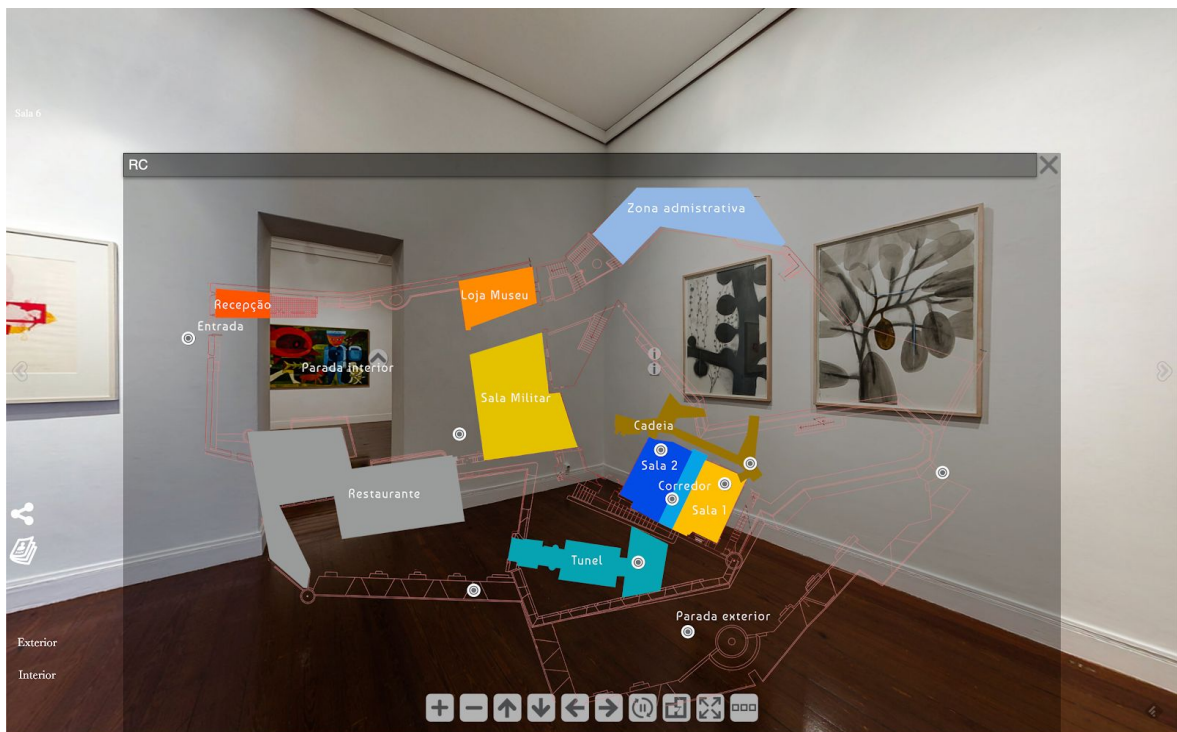 Sala 6
RC
Zona admistrativa
Loja Museu
Recepção
Entrada
Parada interior
Sala Militar
Cadeia
Sala 2
Corredor
Sala 1
Restaurante
Tunel
Parada exterior
Exterior
Interior